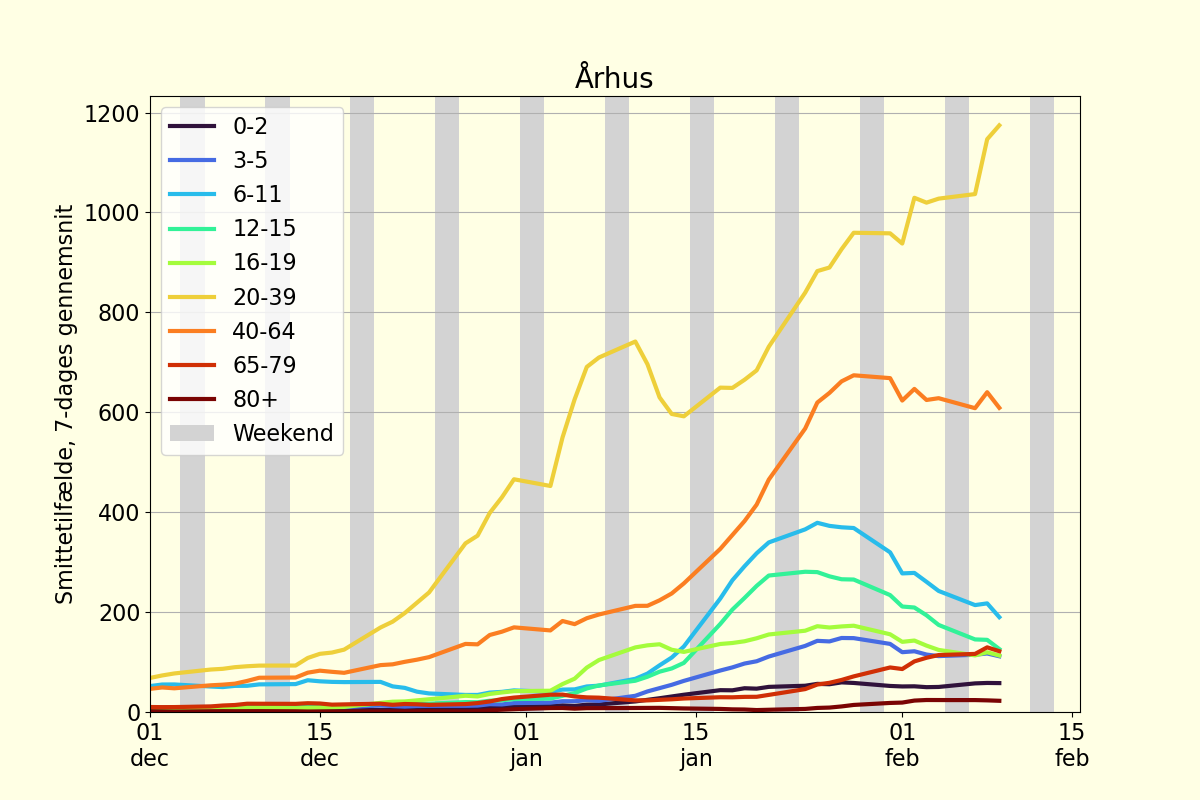 Århus
Smittetilfælde, 7-dages gennemsnit
1200
1000
800
600
400
200
0
0-2
3-5
6-11
12-15
16-19
20-39
40-64
65-79
80+
Weekend
01
dec
15
dec
01
jan
15
jan
01
feb
15
feb